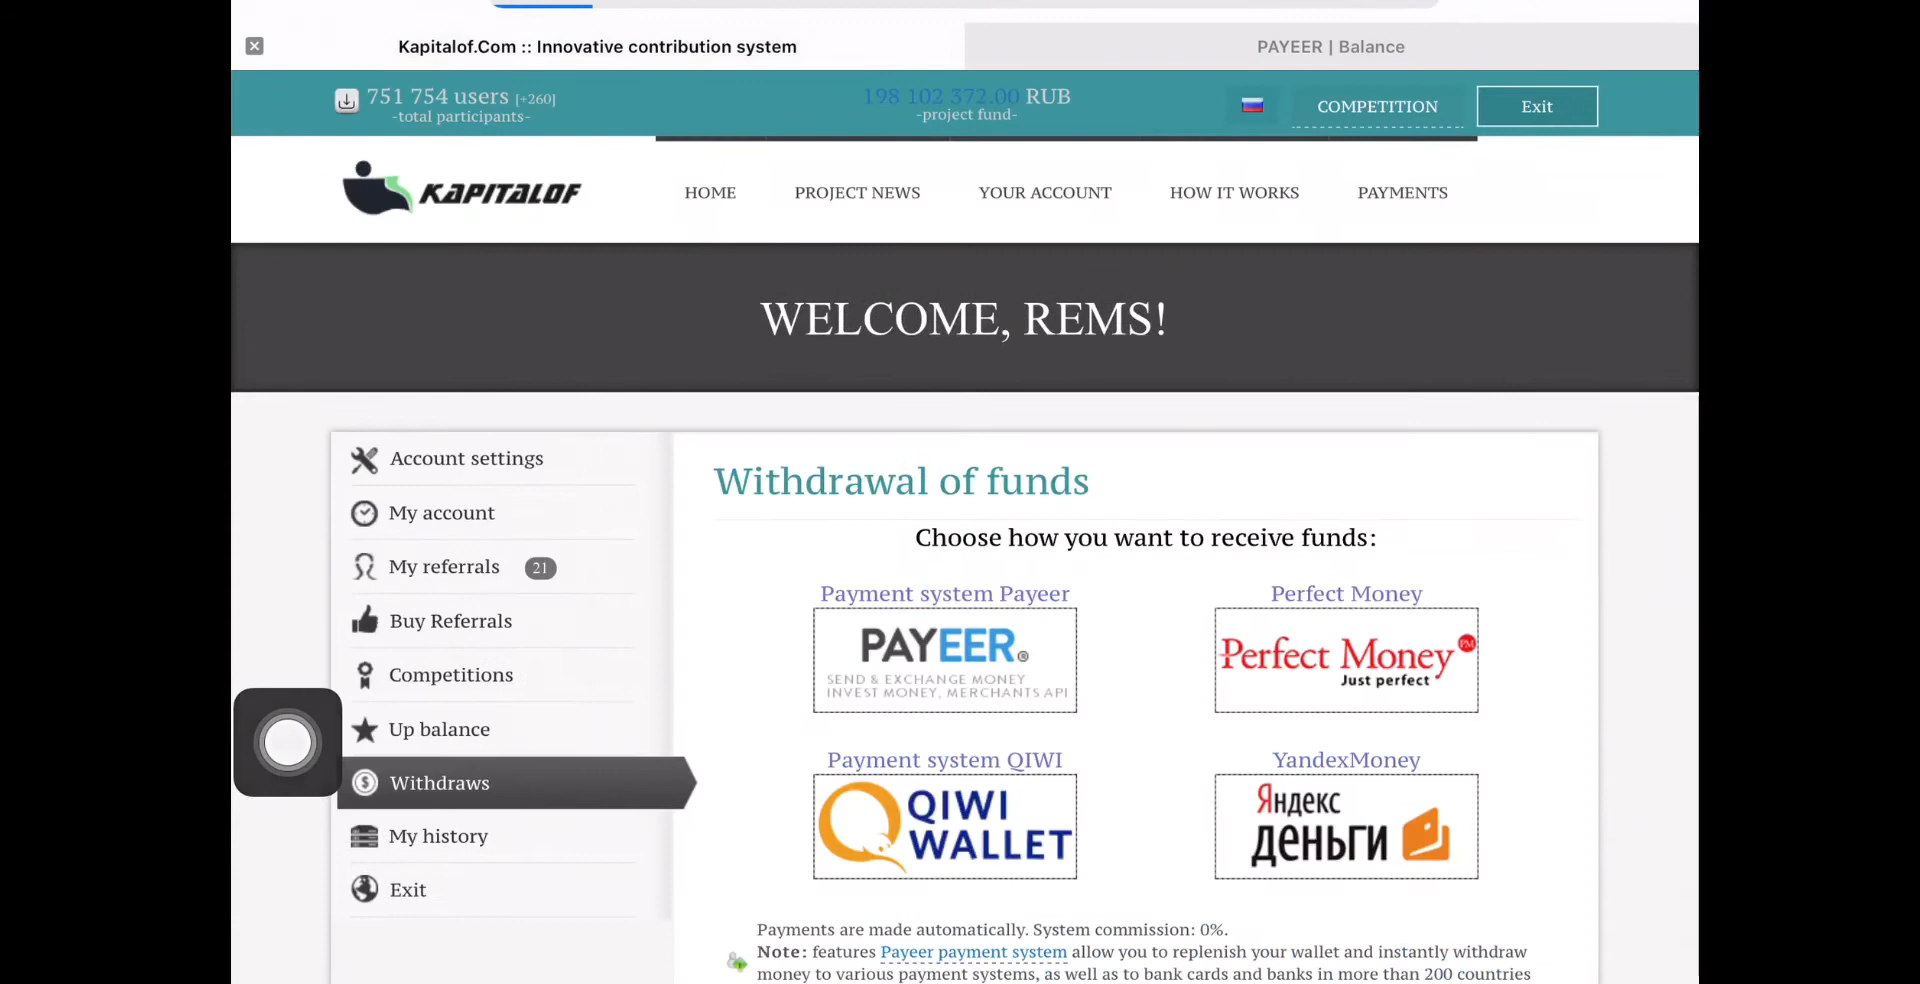 Kapitalof.Com :: Innovative contribution system
PAYEER | Balance
751 754 users [+260]
-total participants-
198 102 372.00 RUB
-project fund-
COMPETITION
Exit
KAPITALOF
HOME
PROJECT NEWS
YOUR ACCOUNT
HOW IT WORKS
PAYMENTS
WELCOME, REMS!
Account settings
My account
My referrals 21
Buy Referrals
Competitions
Up balance
Withdraws
My history
Exit
Withdrawal of funds
Choose how you want to receive funds:
Payment system Payeer
PAYEER®
SEND & EXCHANGE MONEY
INVEST MONEY, MERCHANTS API
Perfect Money
Perfect Money PM
Just perfect
Payment system QIWI
QIWI
WALLET
YandexMoney
Яндекс
деньги
Payments are made automatically. System commission: 0%.
Note: features Payeer payment system allow you to replenish your wallet and instantly withdraw
money to various payment systems, as well as to bank cards and banks in more than 200 countries